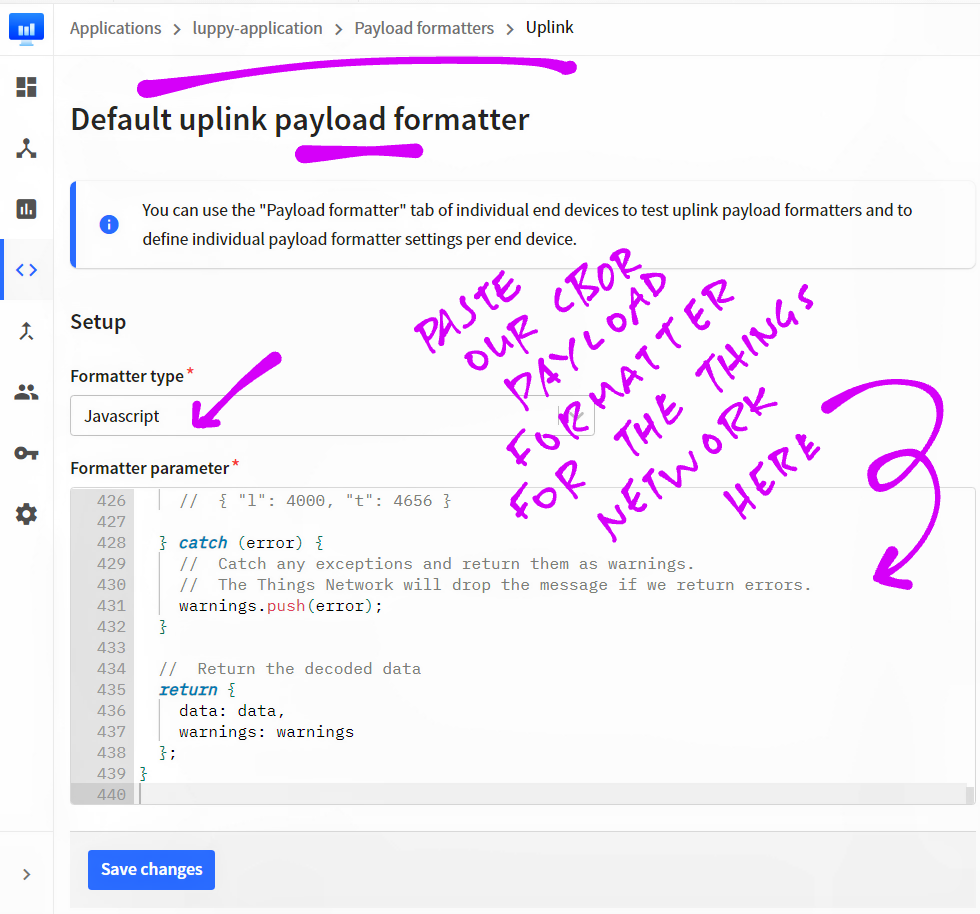 Applications > luppy-application > Payload formatters > Uplink
Default uplink payload formatter
You can use the "Payload formatter" tab of individual end devices to test uplink payload formatters and to
define individual payload formatter settings per end device.
PASTE
OUR CBOR
PAYLOAD
FORMATTER
FOR THE THINGS
NETWORK
HERE
Setup
Formatter type*
Javascript
Formatter parameter*
426 //  { "l": 4000, "t": 4656 }
427
428 } catch (error) {
429 //  Catch any exceptions and return them as warnings.
430 //  The Things Network will drop the message if we return errors.
431 warnings.push(error);
432 }
433
434 //  Return the decoded data
435 return {
436 data: data,
437 warnings: warnings
438 };
439 }
440
Save changes